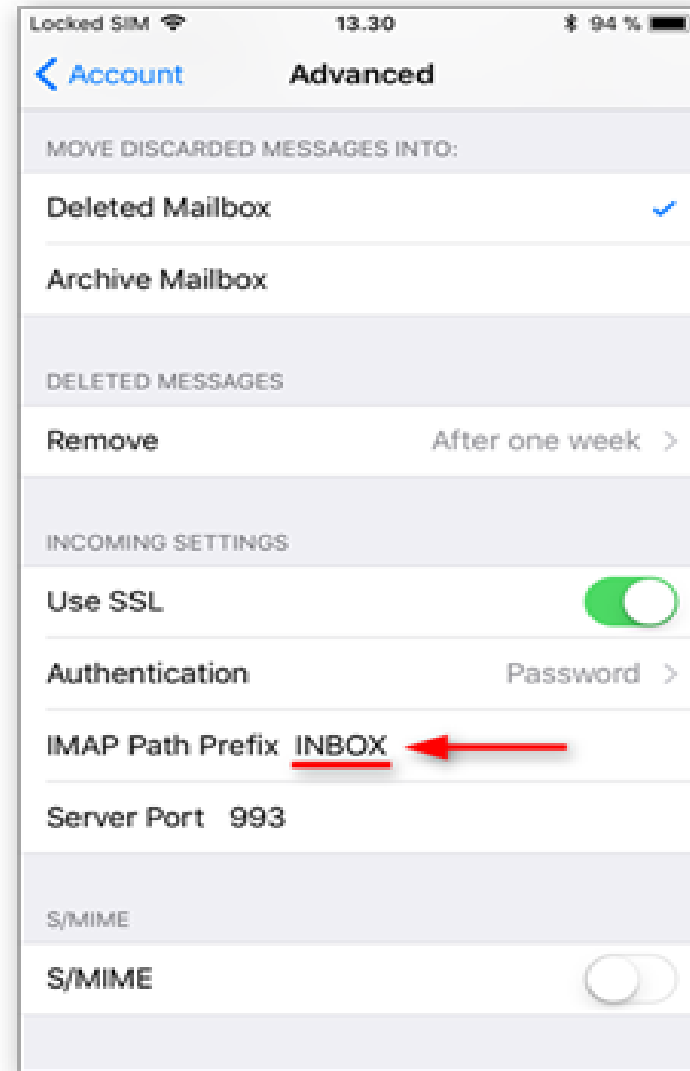 Locked SIM 13.30 94 %
Account Advanced
MOVE DISCARDED MESSAGES INTO:
Deleted Mailbox
Archive Mailbox
DELETED MESSAGES
Remove After one week
INCOMING SETTINGS
Use SSL
Authentication Password
IMAP Path Prefix INBOX
Server Port 993
S/MIME
S/MIME